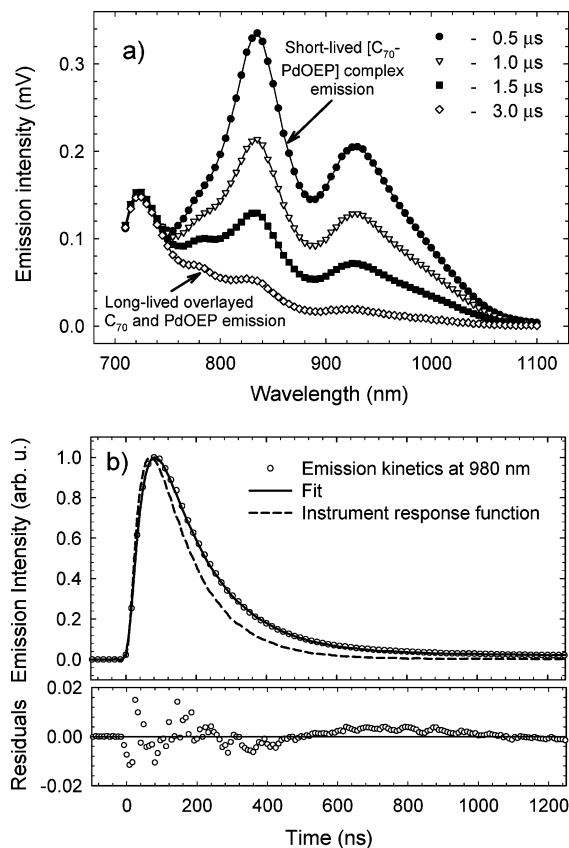 a)
Short-lived [C70-
PdOEP] complex
emission
- 0.5 µs
- 1.0 µs
- 1.5 µs
- 3.0 µs
Emission intensity (mV)
0.3
0.2
0.1
0.0
Long-lived overlayed
C70 and PdOEP emission
700 800 900 1000 1100
Wavelength (nm)
b)
Emission kinetics at 980 nm
Fit
Instrument response function
Emission Intensity (arb. u.)
1.0
0.8
0.6
0.4
0.2
0.0
Residuals
0.02
0.00
-0.02
0 200 400 600 800 1000 1200
Time (ns)